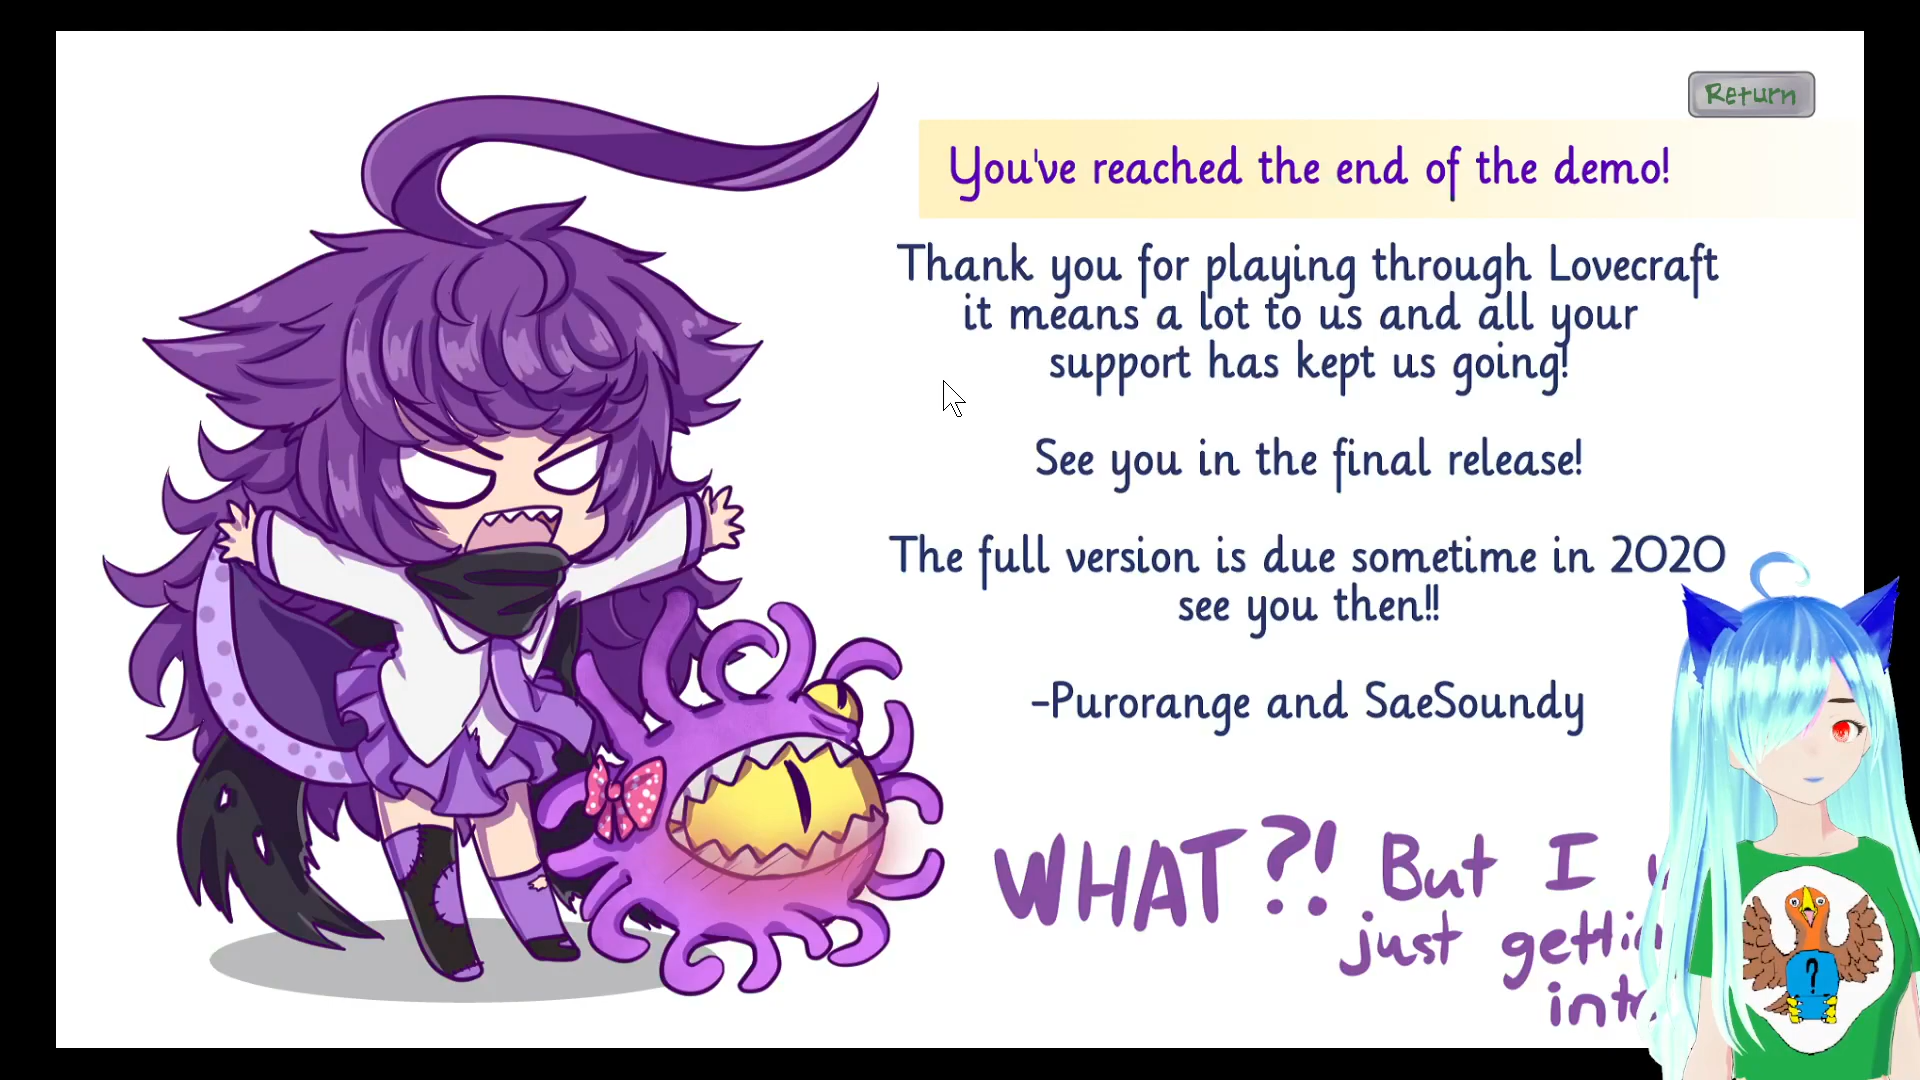 Return
You've reached the end of the demo!
Thank you for playing through Lovecraft
it means a lot to us and all your
support has kept us going!
See you in the final release!
The full version is due sometime in 2020
see you then!!
-Purorange and SaeSoundy
WHAT?! But I
just
?